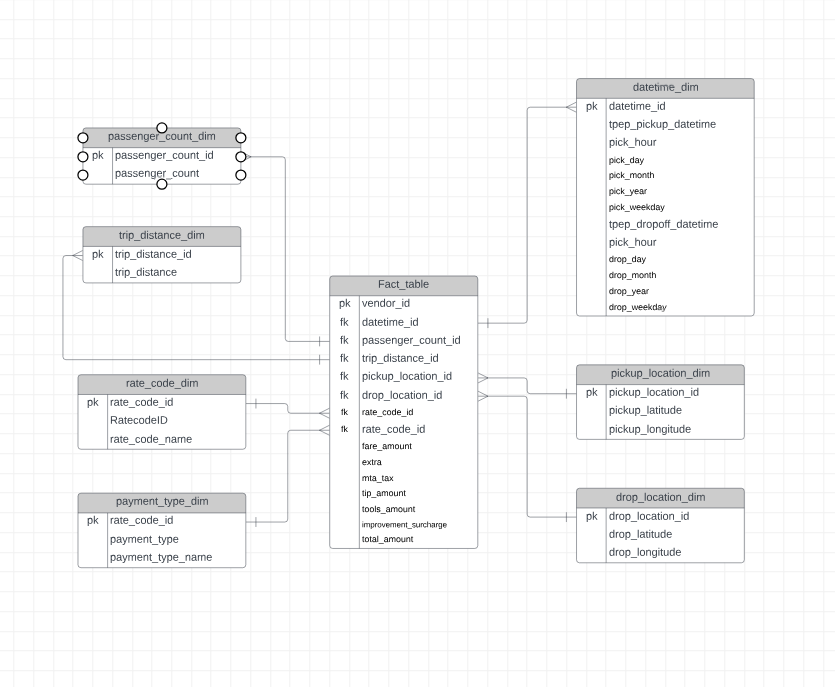 passenger_count_dim
pk passenger_count_id
passenger_count
trip_distance_dim
pk trip_distance_id
trip_distance
rate_code_dim
pk rate_code_id
RatecodeID
rate_code_name
payment_type_dim
pk rate_code_id
payment_type
payment_type_name
Fact_table
pk vendor_id
fk datetime_id
fk passenger_count_id
fk trip_distance_id
fk pickup_location_id
fk drop_location_id
fk rate_code_id
fk rate_code_id
fare_amount
extra
mta_tax
tip_amount
tools_amount
improvement_surcharge
total_amount
datetime_dim
pk datetime_id
tpep_pickup_datetime
pick_hour
pick_day
pick_month
pick_year
pick_weekday
tpep_dropoff_datetime
pick_hour
drop_day
drop_month
drop_year
drop_weekday
pickup_location_dim
pk pickup_location_id
pickup_latitude
pickup_longitude
drop_location_dim
pk drop_location_id
drop_latitude
drop_longitude